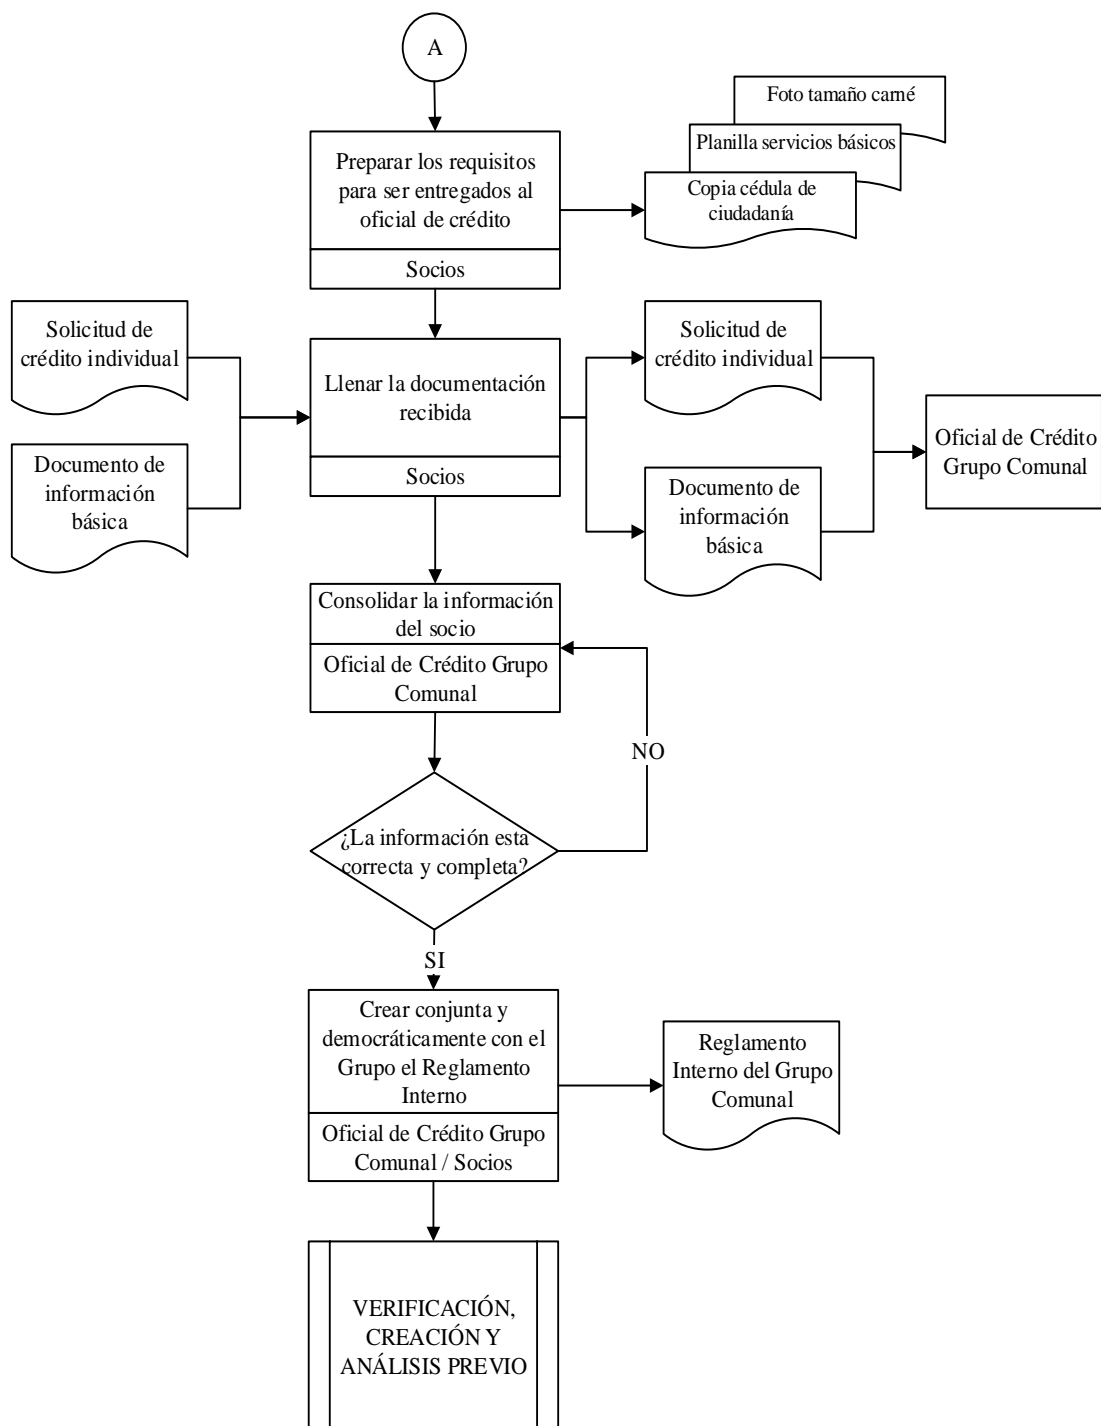 A
Foto tamaño carné
Planilla servicios básicos
Copia cédula de
ciudadanía
Preparar los requisitos
para ser entregados al
oficial de crédito
Socios
Solicitud de
crédito individual
Documento de
información
básica
Llenar la documentación
recibida
Socios
Solicitud de
crédito individual
Documento de
información
básica
Oficial de Crédito
Grupo Comunal
Consolidar la información
del socio
Oficial de Crédito Grupo
Comunal
NO
¿La información esta
correcta y completa?
SI
Crear conjunta y
democráticamente con el
Grupo el Reglamento
Interno
Oficial de Crédito Grupo
Comunal / Socios
Reglamento
Interno del Grupo
Comunal
VERIFICACIÓN,
CREACIÓN Y
ANÁLISIS PREVIO